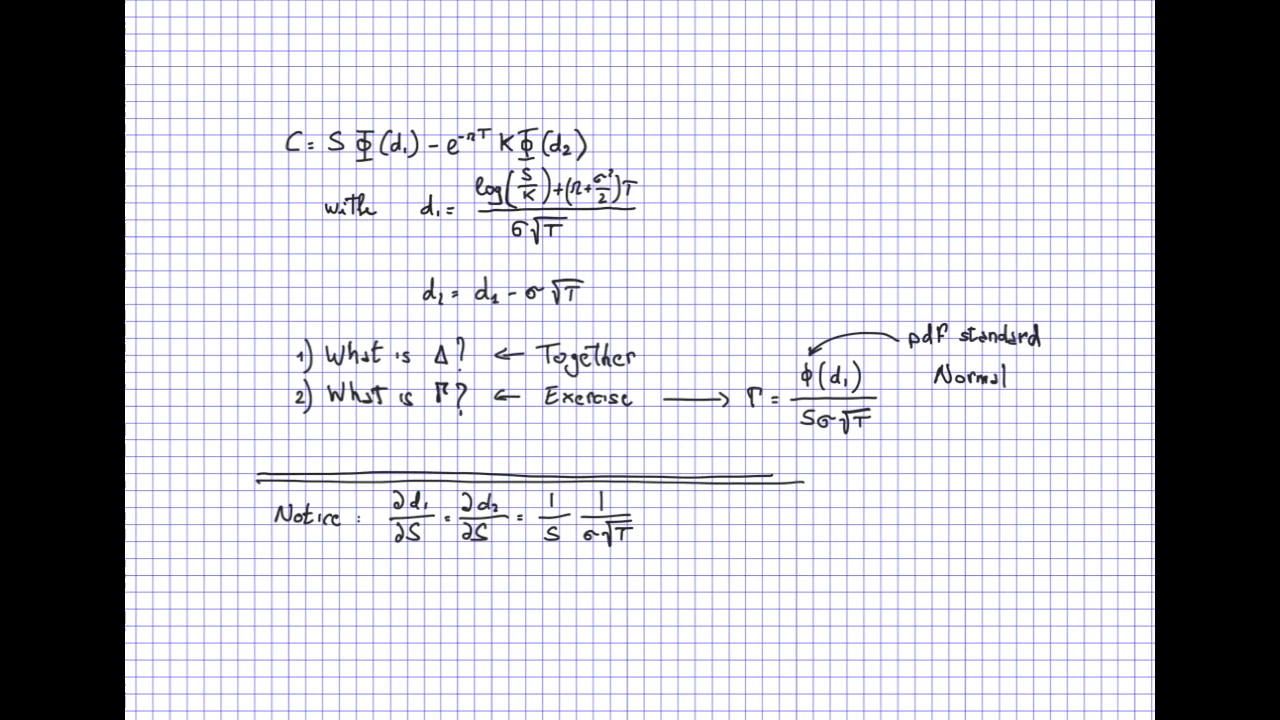 C = S Φ(d₁) - e^{-rT} K Φ(d₂)
with d₁ = (log(S/K) + (r + σ²/2)T) / (σ√T)
d₂ = d₁ - σ√T
pdf standard
Normal
1) What is Δ? ← Together
2) What is Γ? ← Exercise ⟶ Γ = ϕ(d₁) / (Sσ√T)
Notice: ∂d₁/∂S = ∂d₂/∂S = 1/S 1/(σ√T)